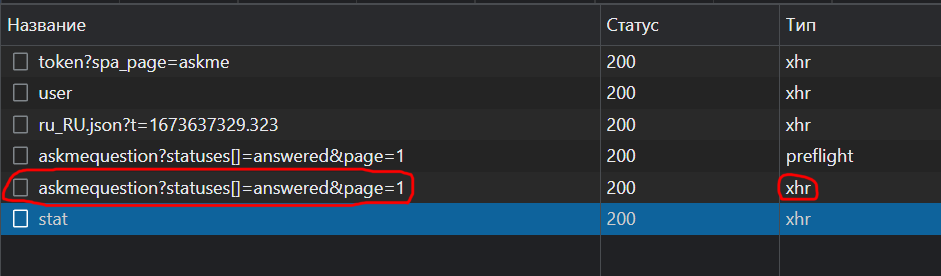 Название Статус Тип
token?spa_page=askme 200 xhr
user 200 xhr
ru_RU.json?t=1673637329.323 200 xhr
askmequestion?statuses[]=answered&page=1 200 preflight
askmequestion?statuses[]=answered&page=1 200 xhr
stat 200 xhr